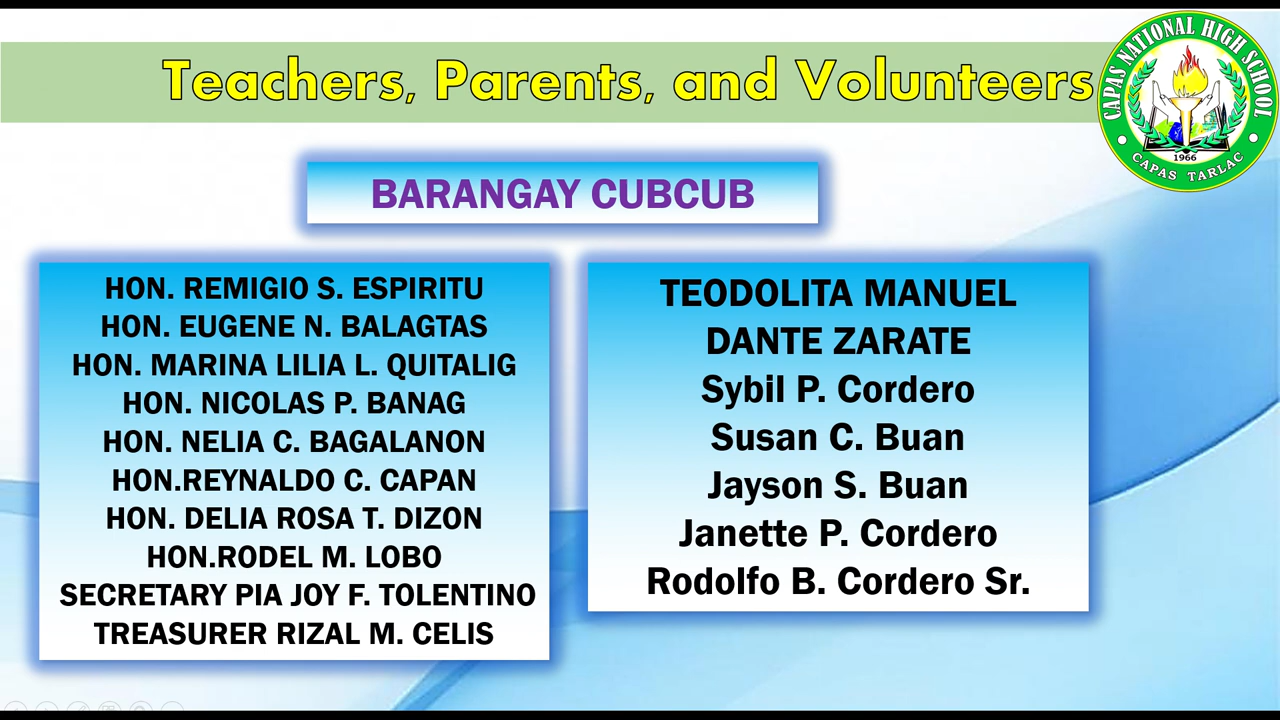 Teachers, Parents, and Volunteers
CAPAS NATIONAL HIGH SCHOOL
1966
CAPAS TARLAC
BARANGAY CUBCUB
HON. REMIGIO S. ESPIRITU
HON. EUGENE N. BALAGTAS
HON. MARINA LILIA L. QUITALIG
HON. NICOLAS P. BANAG
HON. NELIA C. BAGALANON
HON.REYNALDO C. CAPAN
HON. DELIA ROSA T. DIZON
HON.RODEL M. LOBO
SECRETARY PIA JOY F. TOLENTINO
TREASURER RIZAL M. CELIS
TEODOLITA MANUEL
DANTE ZARATE
Sybil P. Cordero
Susan C. Buan
Jayson S. Buan
Janette P. Cordero
Rodolfo B. Cordero Sr.